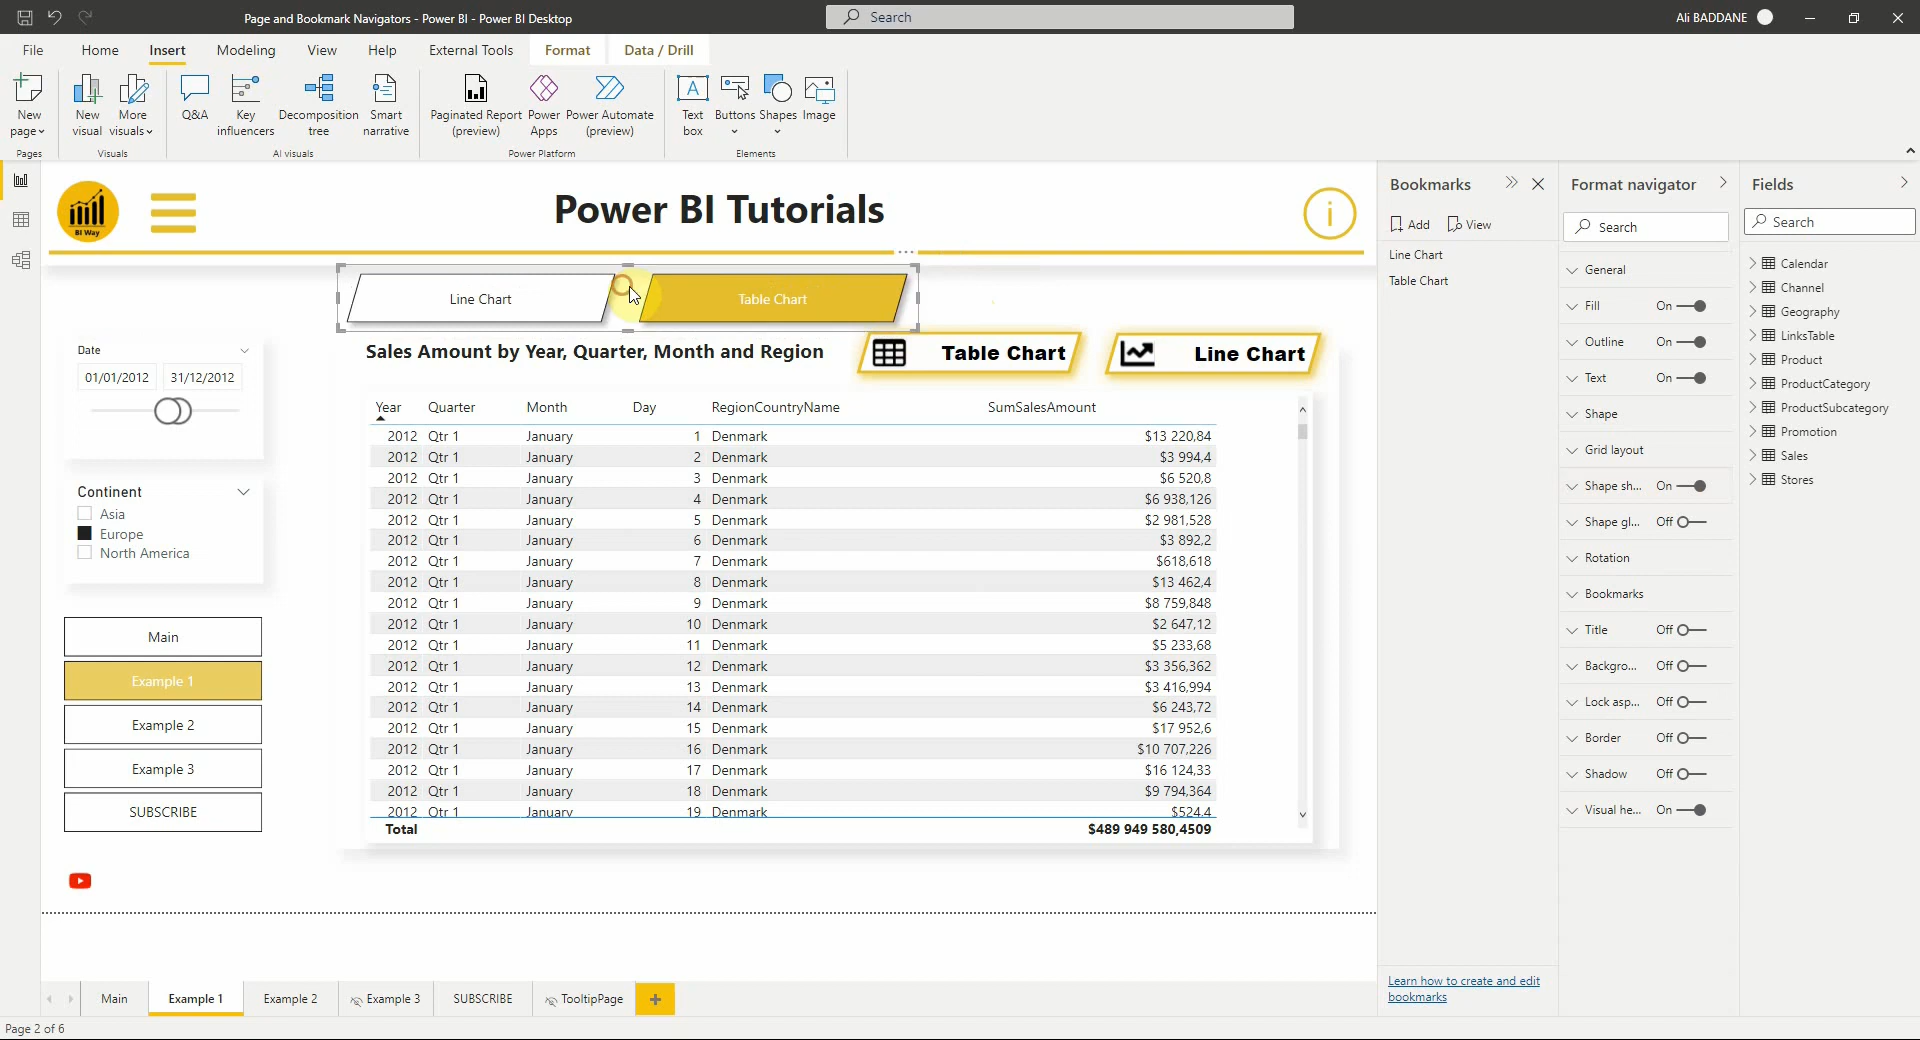 Page and Bookmark Navigators - Power BI - Power BI Desktop
Search
Ali BADDANE
File
Home
Insert
Modeling
View
Help
External Tools
Format
Data / Drill
New page
New visual
More visuals
Q&A
Key influencers
Decomposition tree
Smart narrative
Paginated Report (preview)
Power Apps
Power Automate (preview)
Text box
Buttons
Shapes
Image
Pages
Visuals
AI visuals
Power Platform
Elements
BI Way
Power BI Tutorials
i
Line Chart
Table Chart
Sales Amount by Year, Quarter, Month and Region
Table Chart
Line Chart
Date
01/01/2012 31/12/2012
Continent
Asia
Europe
North America
Main
Example 1
Example 2
Example 3
SUBSCRIBE
Year Quarter Month Day RegionCountryName SumSalesAmount
2012 Qtr 1 January 1 Denmark $13 220,84
2012 Qtr 1 January 2 Denmark $3 994,4
2012 Qtr 1 January 3 Denmark $6 520,8
2012 Qtr 1 January 4 Denmark $6 938,126
2012 Qtr 1 January 5 Denmark $2 981,528
2012 Qtr 1 January 6 Denmark $3 892,2
2012 Qtr 1 January 7 Denmark $618,618
2012 Qtr 1 January 8 Denmark $13 462,4
2012 Qtr 1 January 9 Denmark $8 759,848
2012 Qtr 1 January 10 Denmark $2 647,12
2012 Qtr 1 January 11 Denmark $5 233,68
2012 Qtr 1 January 12 Denmark $3 356,362
2012 Qtr 1 January 13 Denmark $3 416,994
2012 Qtr 1 January 14 Denmark $6 243,72
2012 Qtr 1 January 15 Denmark $17 952,6
2012 Qtr 1 January 16 Denmark $10 707,226
2012 Qtr 1 January 17 Denmark $16 124,33
2012 Qtr 1 January 18 Denmark $9 794,364
2012 Qtr 1 January 19 Denmark $524,4
Total $489 949 580,4509
Bookmarks
Add View
Line Chart
Table Chart
Learn how to create and edit
bookmarks
Format navigator
Search
General
Fill On
Outline On
Text On
Shape
Grid layout
Shape sh... On
Shape gl... Off
Rotation
Bookmarks
Title Off
Backgro... Off
Lock asp... Off
Border Off
Shadow Off
Visual he... On
Fields
Search
Calendar
Channel
Geography
LinksTable
Product
ProductCategory
ProductSubcategory
Promotion
Sales
Stores
Main
Example 1
Example 2
Example 3
SUBSCRIBE
TooltipPage
+
Page 2 of 6